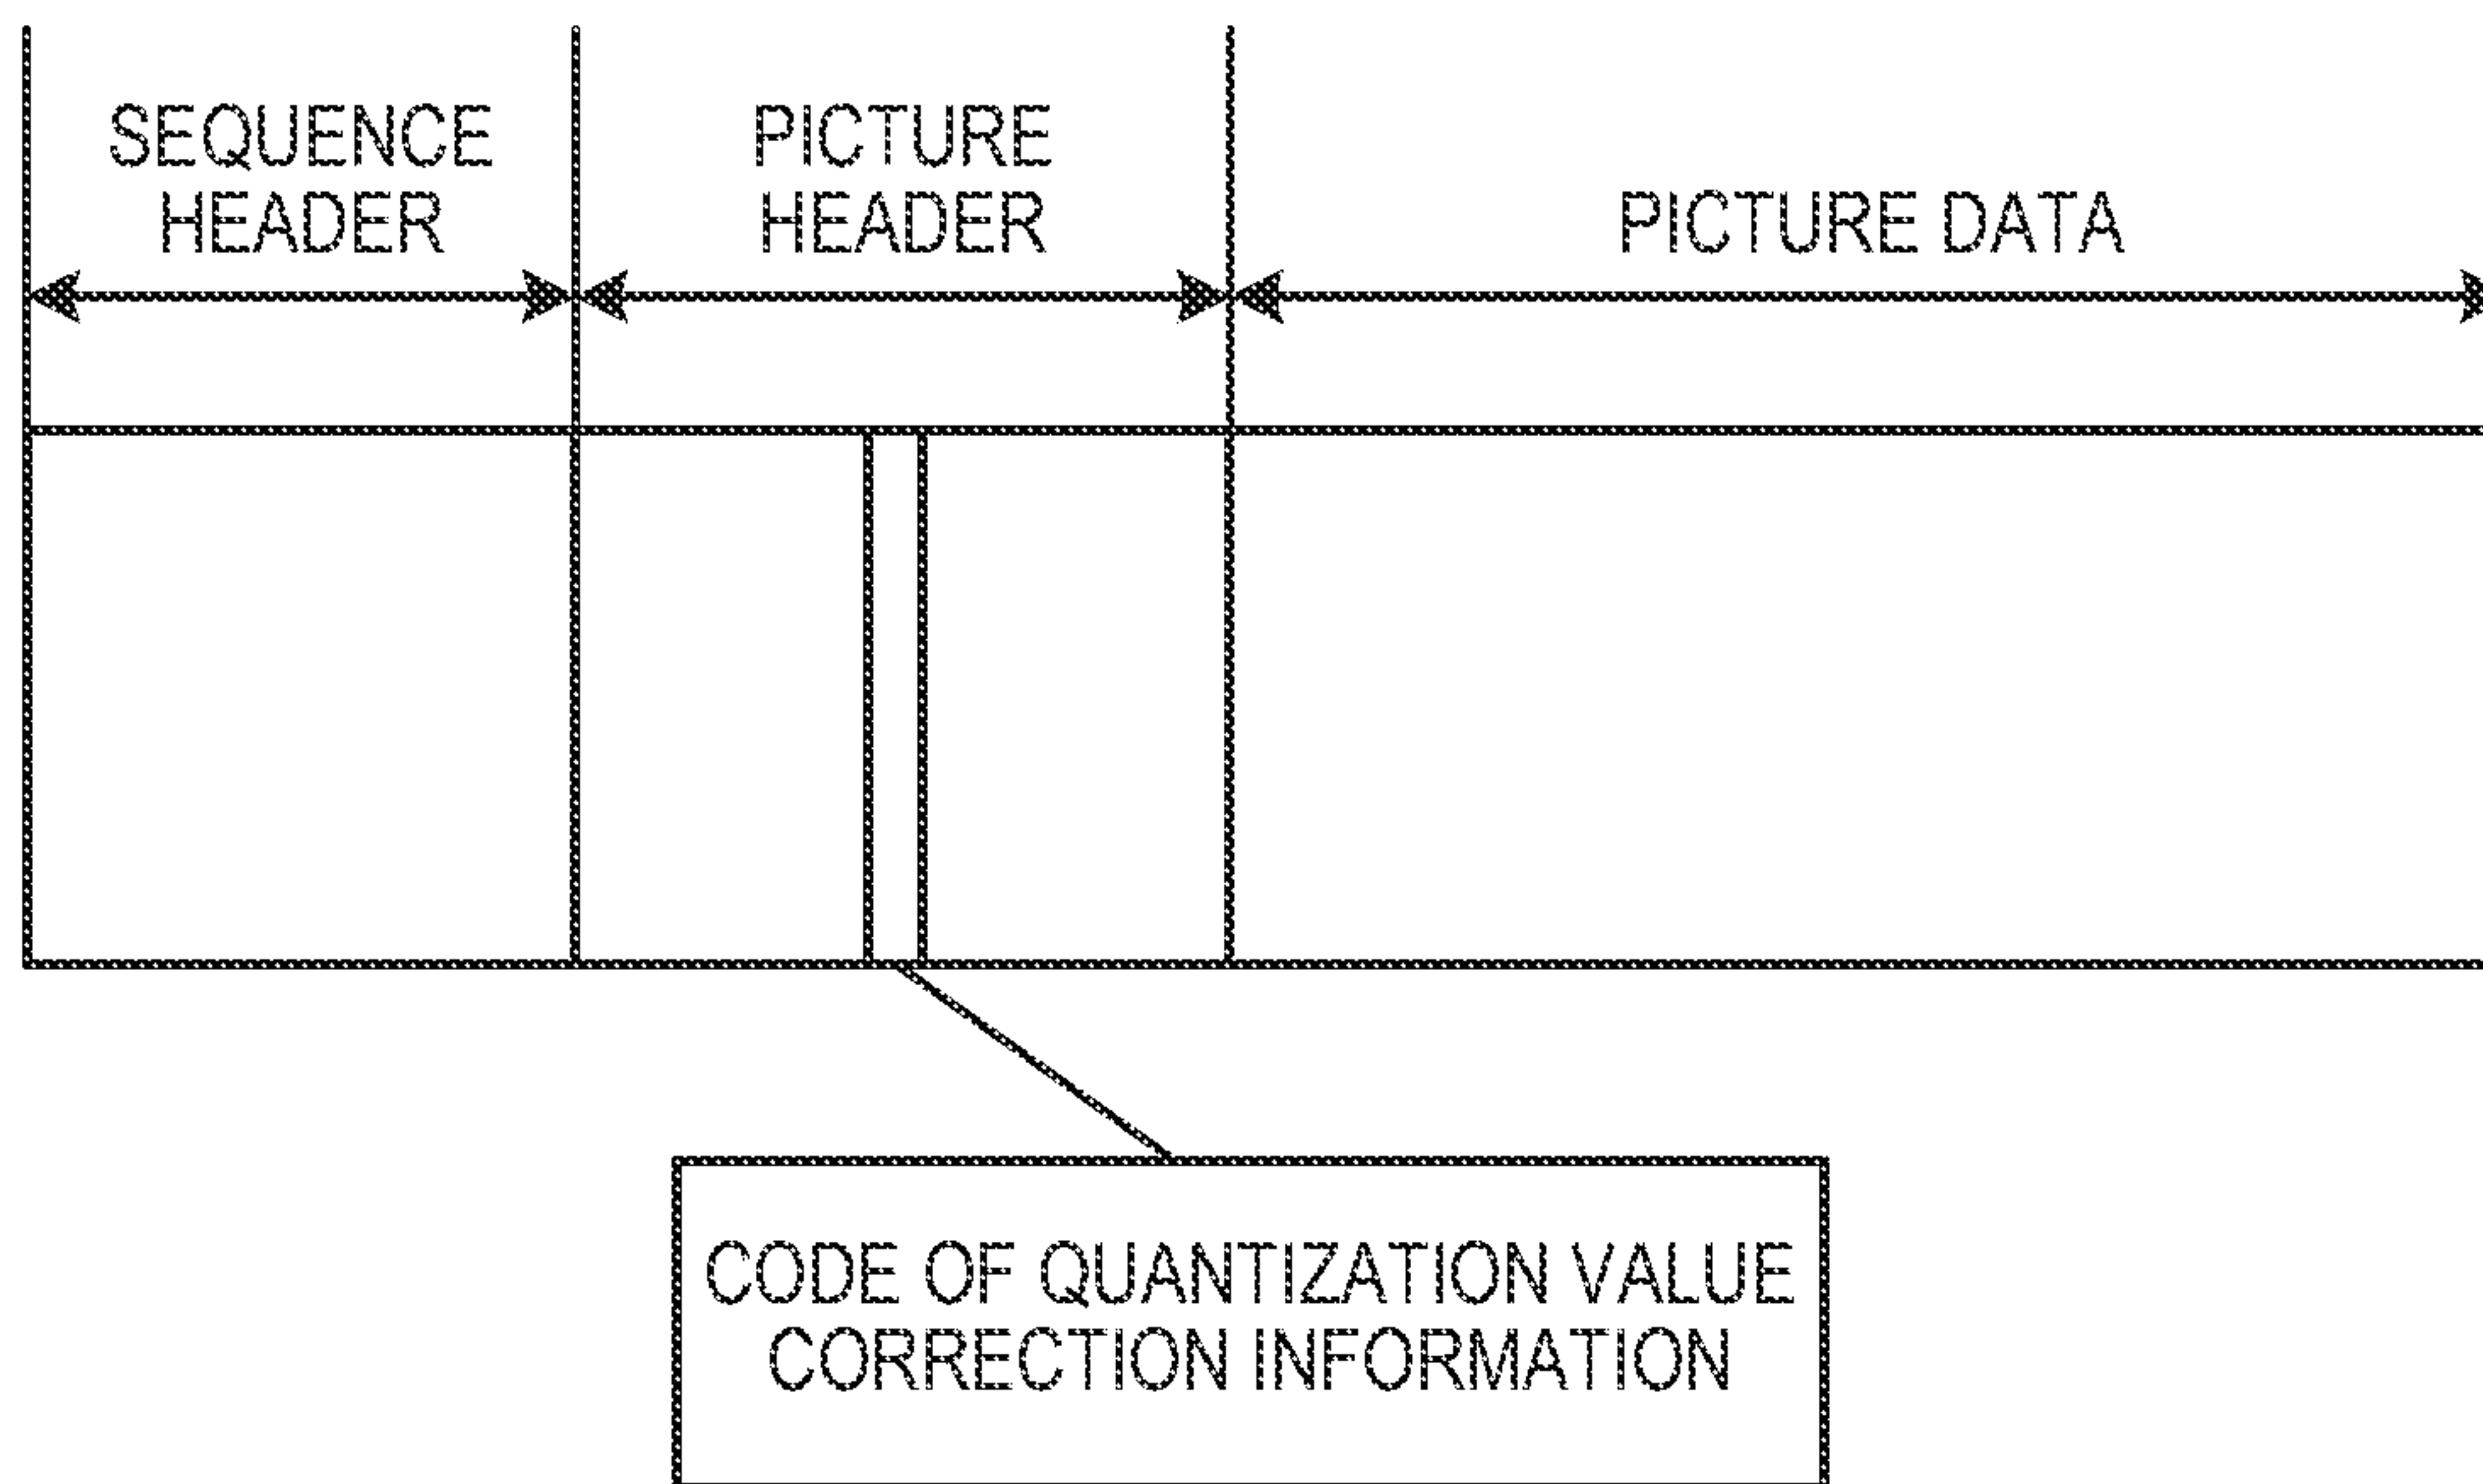 SEQUENCE
HEADER
PICTURE
HEADER
PICTURE DATA
CODE OF QUANTIZATION VALUE
CORRECTION INFORMATION